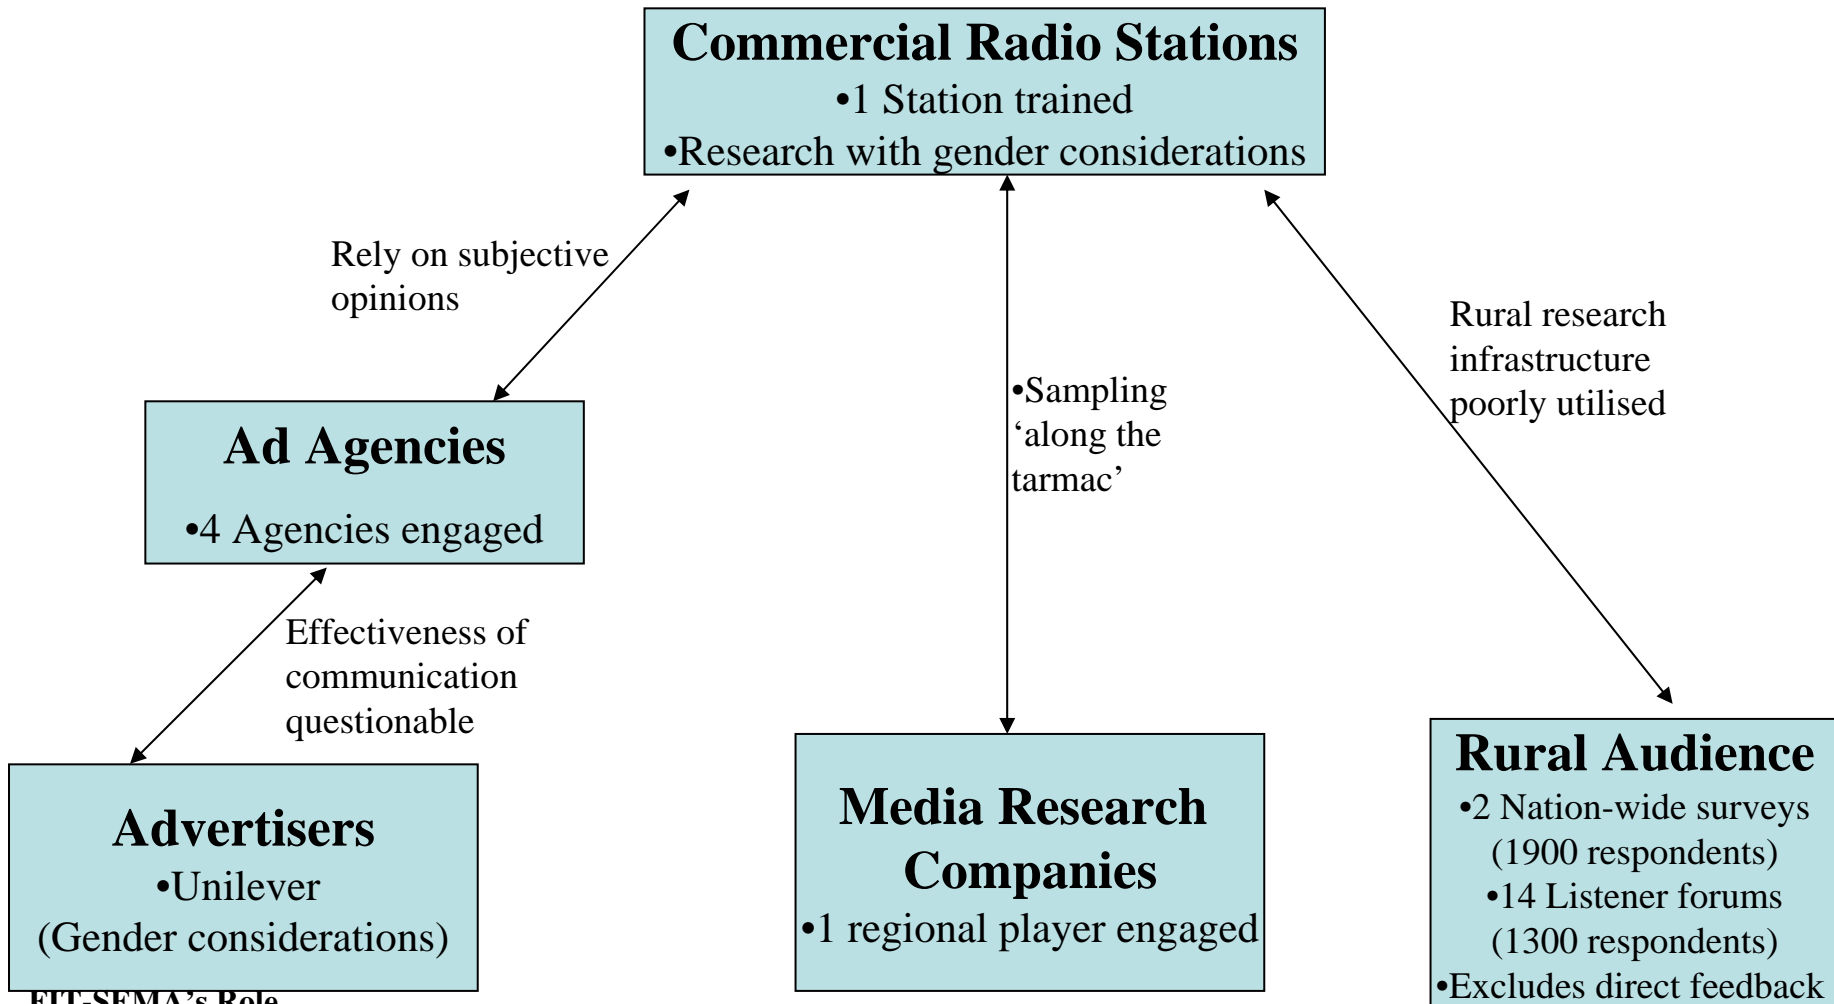 Commercial Radio Stations
•1 Station trained
•Research with gender considerations
Rely on subjective
opinions
Rural research
infrastructure
poorly utilised
•Sampling
‘along the
tarmac’
Ad Agencies
•4 Agencies engaged
Effectiveness of
communication
questionable
Advertisers
•Unilever
(Gender considerations)
Media Research
Companies
•1 regional player engaged
Rural Audience
•2 Nation-wide surveys
(1900 respondents)
•14 Listener forums
(1300 respondents)
•Excludes direct feedback
FIT-SEMA’s Role